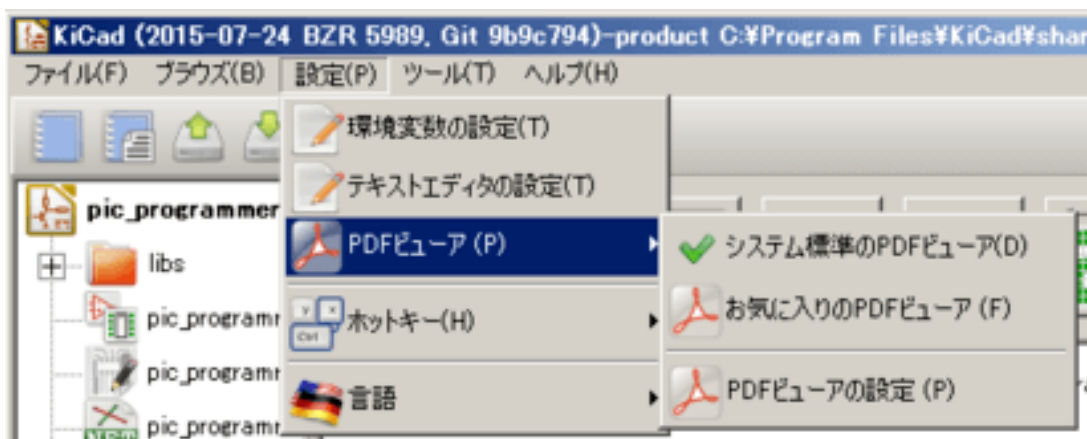 KiCad (2015-07-24 BZR 5989, Git 9b9c794)-product C:¥Program Files¥KiCad¥shar
ファイル(F) ブラウズ(B) 設定(P) ツール(T) ヘルプ(H)
環境変数の設定(T)
テキストエディタの設定(T)
PDFビューア (P)
システム標準のPDFビューア(D)
お気に入りのPDFビューア (F)
PDFビューアの設定 (P)
ホットキー(H)
言語
pic_programmer
libs
pic_programm
pic_programm
pic_programm